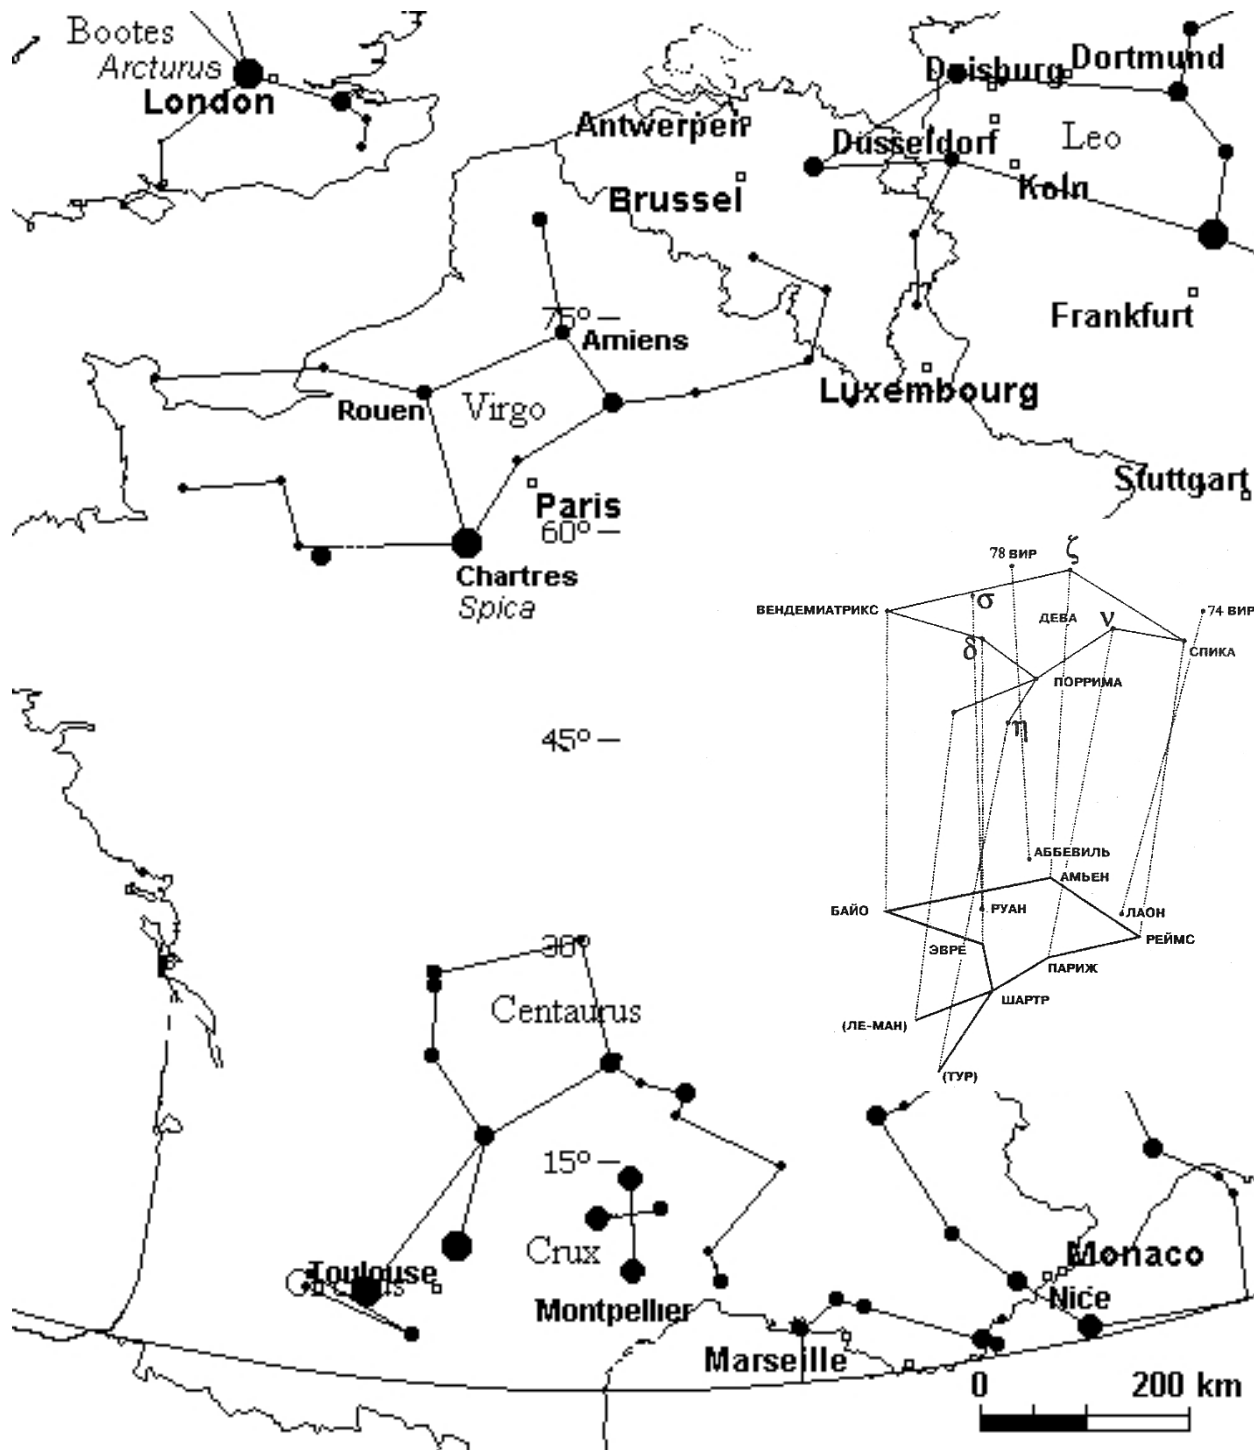 Bootes
Arcturus
London
Antwerpen
Brussel
Duisburg
Dortmund
Dusseldorf
Leo
Koln
75°
Amiens
Rouen
Virgo
Frankfurt
Luxembourg
Paris
Stuttgart
60°
Chartres
Spica
78 ВИР
ζ
ВЕНДЕМИАТРИКС
σ
ДЕВА
ν
74 ВИР
δ
СПИКА
ПОРРИМА
η
45°
АББЕВИЛЬ
АМЬЕН
БАЙО
РУАН
ЛАОН
ЭВРЕ
РЕЙМС
ПАРИЖ
ШАРТР
(ЛЕ-МАН)
(ТУР)
30°
Centaurus
15°
Crux
Toulouse
Montpellier
Monaco
Nice
Marseille
0 200 km